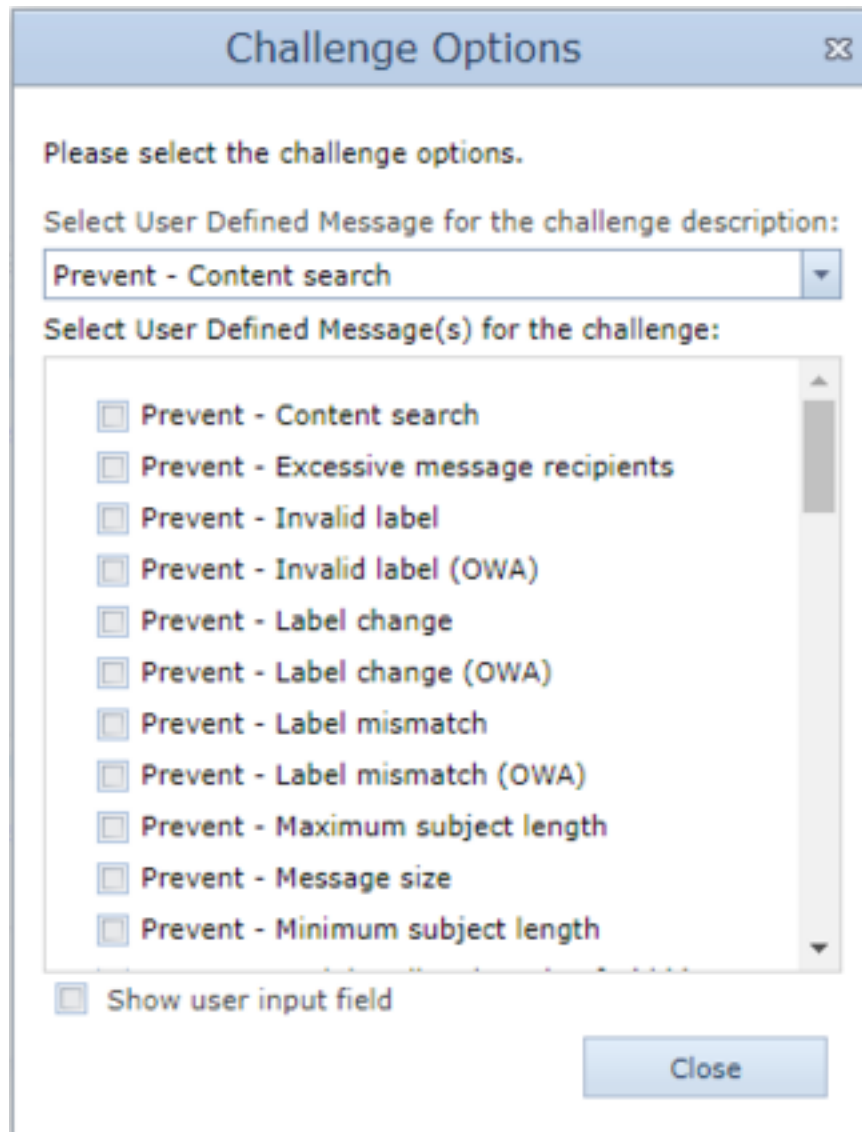 Challenge Options
Please select the challenge options.
Select User Defined Message for the challenge description:
Prevent - Content search
Select User Defined Message(s) for the challenge:
Prevent - Content search
Prevent - Excessive message recipients
Prevent - Invalid label
Prevent - Invalid label (OWA)
Prevent - Label change
Prevent - Label change (OWA)
Prevent - Label mismatch
Prevent - Label mismatch (OWA)
Prevent - Maximum subject length
Prevent - Message size
Prevent - Minimum subject length
Show user input field
Close